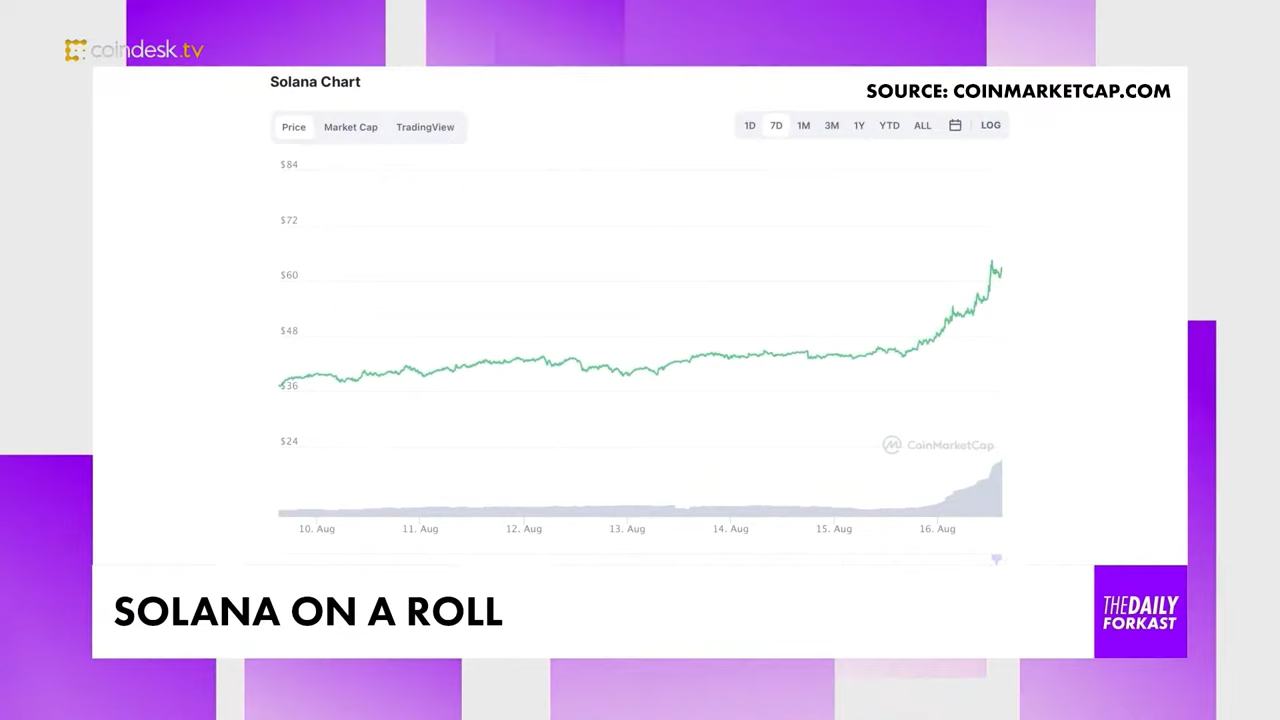 coindesk.tv
Solana Chart
SOURCE: COINMARKETCAP.COM
Price Market Cap TradingView
1D 7D 1M 3M 1Y YTD ALL LOG
$84
$72
$60
$48
$36
$24
CoinMarketCap
10. Aug 11. Aug 12. Aug 13. Aug 14. Aug 15. Aug 16. Aug
SOLANA ON A ROLL
THE DAILY
FORKAST